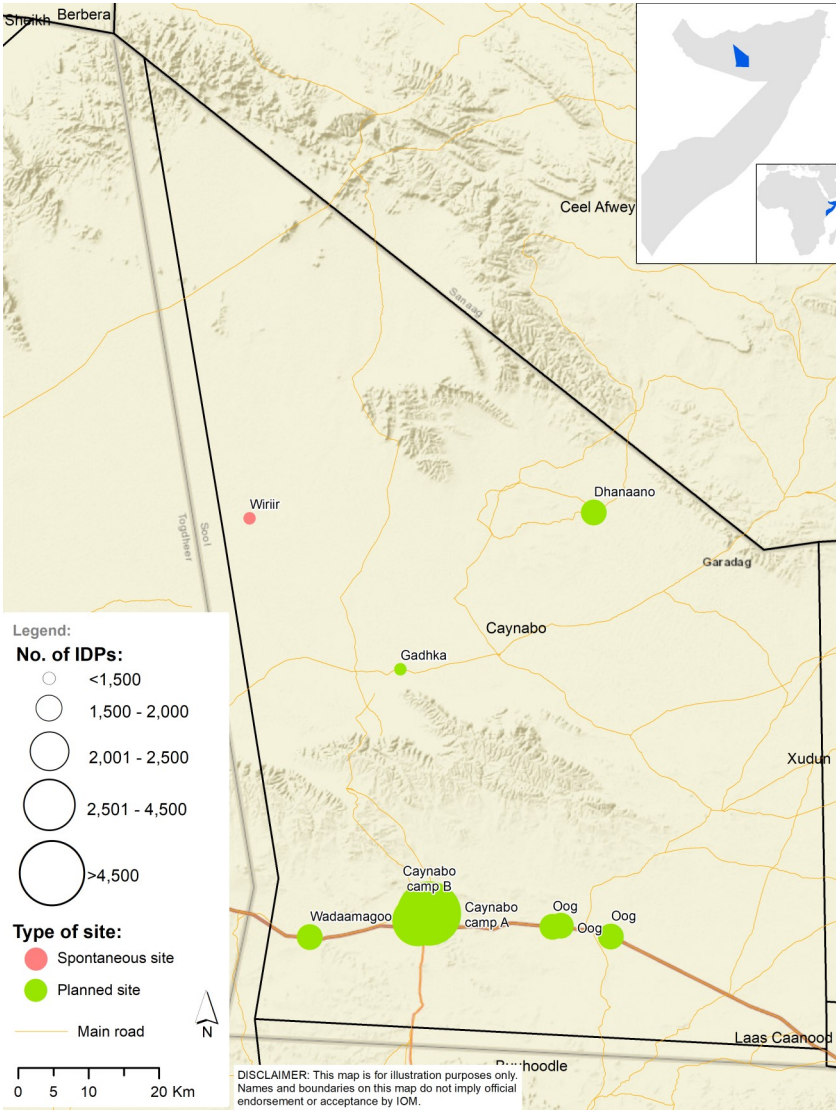 Sheikh
Berbera
Ceel Afwey
Sanaag
Wiriir
Dhanaano
Sool
Togdheer
Garadag
Caynabo
Gadhka
Xudun
Caynabo
camp B
Wadaamagoo
Caynabo
camp A
Oog
Oog
Oog
Laas Caanood
Buuhoodle
Legend:
No. of IDPs:
<1,500
1,500 - 2,000
2,001 - 2,500
2,501 - 4,500
>4,500
Type of site:
Spontaneous site
Planned site
Main road
N
0 5 10 20 Km
DISCLAIMER: This map is for illustration purposes only.
Names and boundaries on this map do not imply official
endorsement or acceptance by IOM.